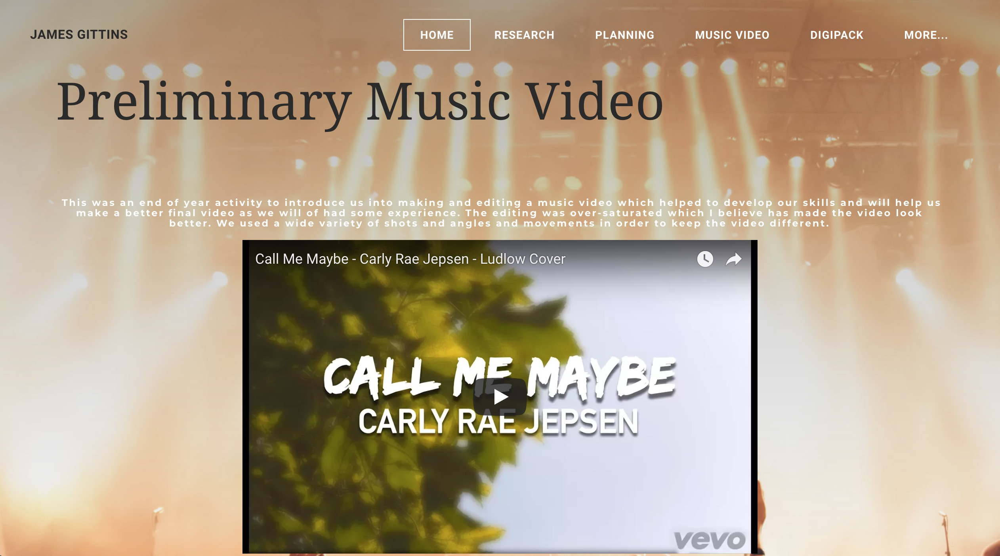 JAMES GITTINS
HOME RESEARCH PLANNING MUSIC VIDEO DIGIPACK MORE...
Preliminary Music Video
This was an end of year activity to introduce us into making and editing a music video which helped to develop our skills and will help us
make a better final video as we will of had some experience. The editing was over-saturated which I believe has made the video look
better. We used a wide variety of shots and angles and movements in order to keep the video different.
Call Me Maybe - Carly Rae Jepsen - Ludlow Cover
CALL ME MAYBE
CARLY RAE JEPSEN
vevo